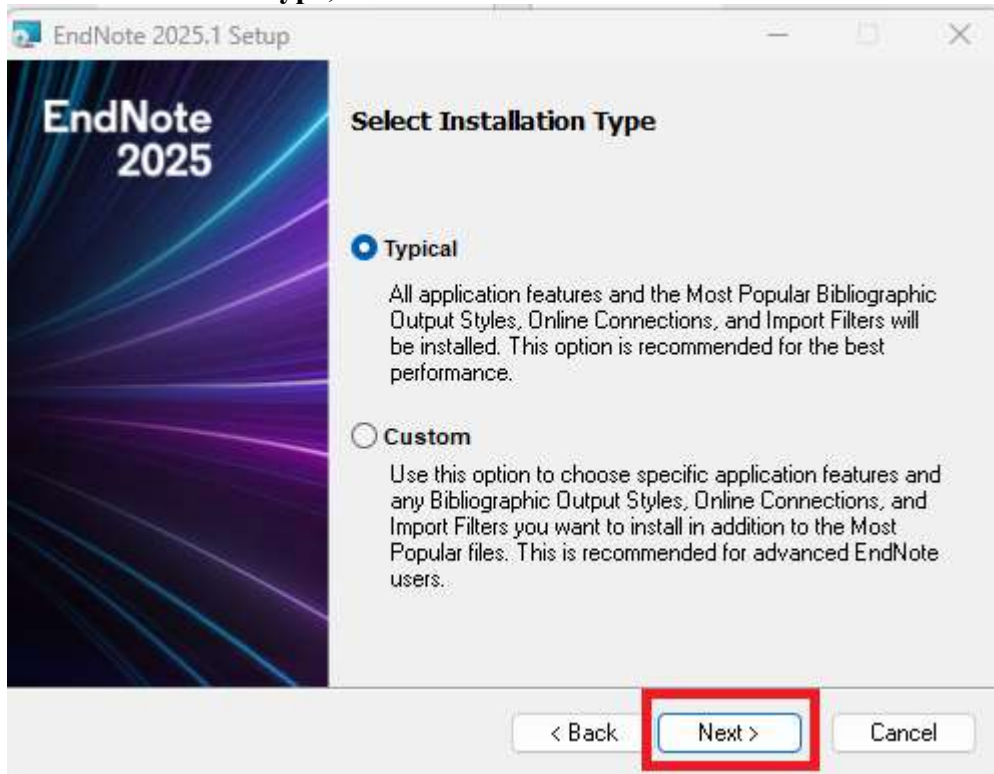 EndNote 2025.1 Setup
EndNote
2025
Select Installation Type
Typical
All application features and the Most Popular Bibliographic
Output Styles, Online Connections, and Import Filters will
be installed. This option is recommended for the best
performance.
Custom
Use this option to choose specific application features and
any Bibliographic Output Styles, Online Connections, and
Import Filters you want to install in addition to the Most
Popular files. This is recommended for advanced EndNote
users.
< Back
Next >
Cancel